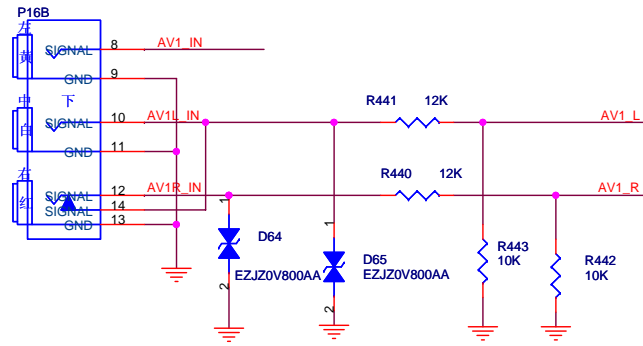 P16B
左
黄
SIGNAL 8 AV1_IN
GND 9
中
下
白
SIGNAL 10 AV1L_IN
R441 12K
AV1_L
GND 11
右
红
SIGNAL 12 AV1R_IN
R440 12K
AV1_R
SIGNAL 14
GND 13
1
D64
EZJZ0V800AA
2
1
D65
EZJZ0V800AA
2
R443
10K
R442
10K